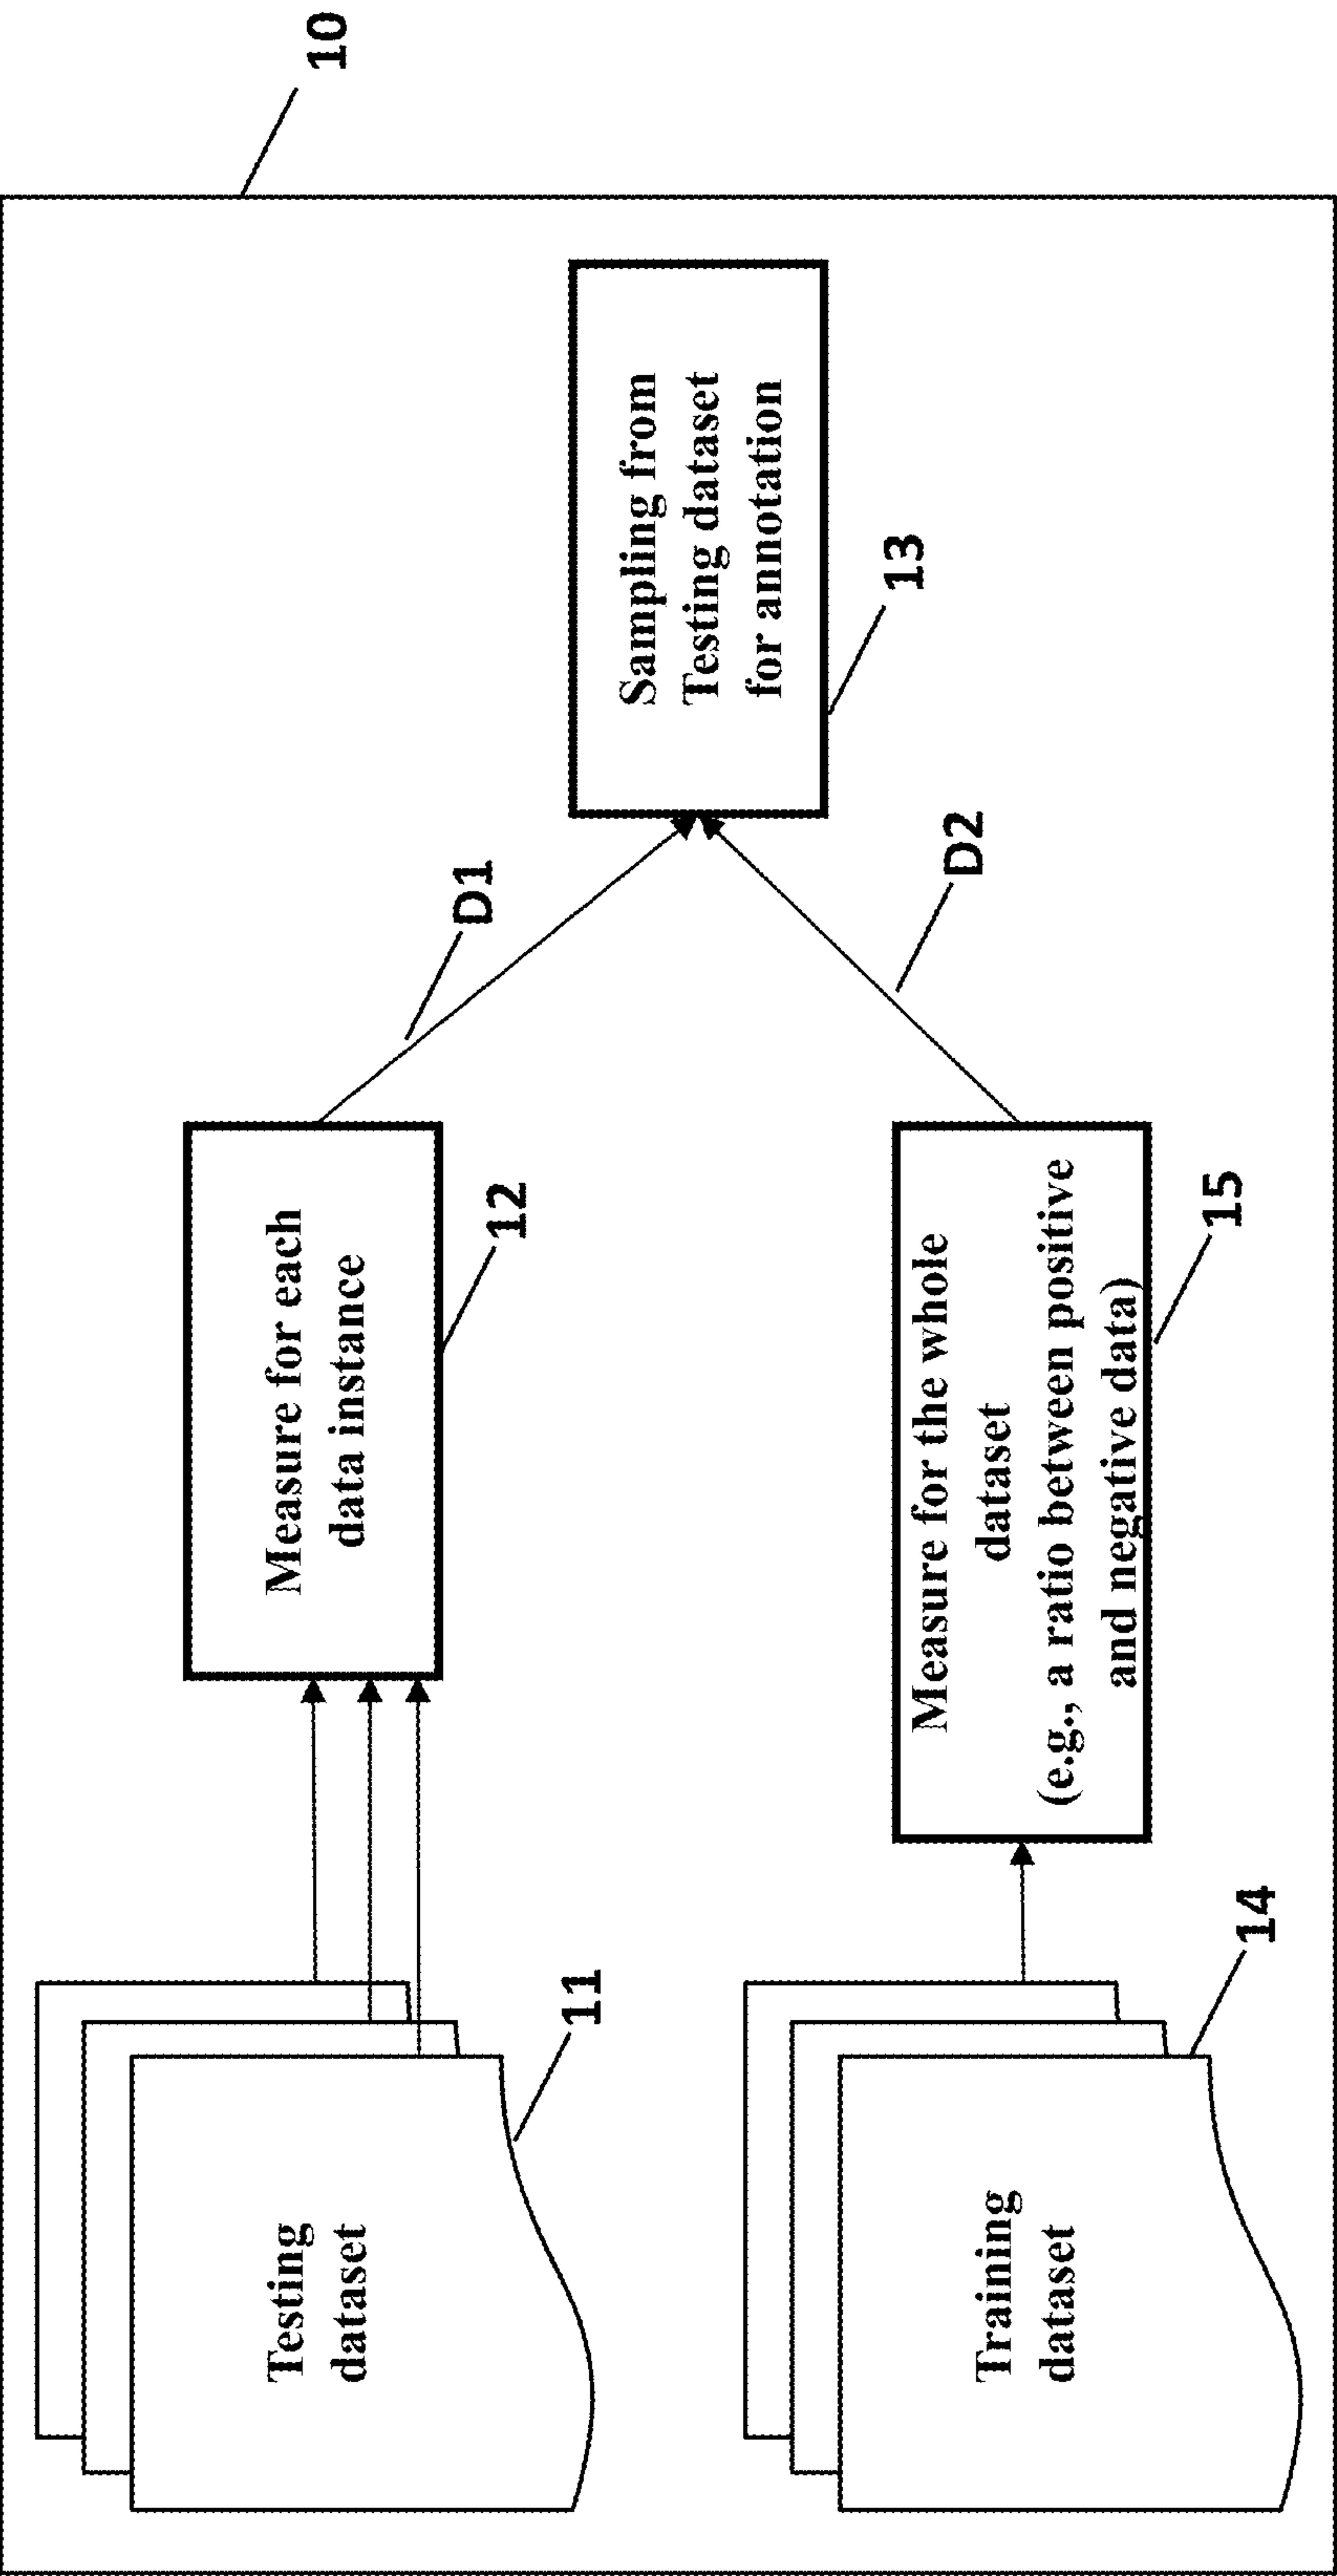 10
Testing
dataset
11
Measure for each
data instance
12
D1
Sampling from
Testing dataset
for annotation
13
Training
dataset
14
Measure for the whole
dataset
(e.g., a ratio between positive
and negative data)
15
D2